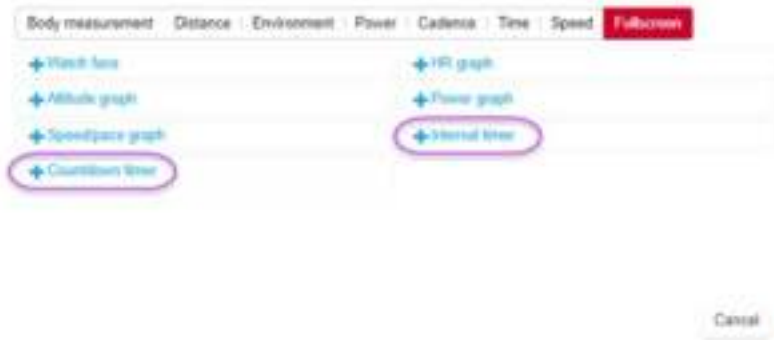 Body measurement Distance Environment Power Cadence Time Speed Fullscreen
Watch face
HR graph
Altitude graph
Power graph
Speed/pace graph
Interval timer
Countdown timer
Cancel